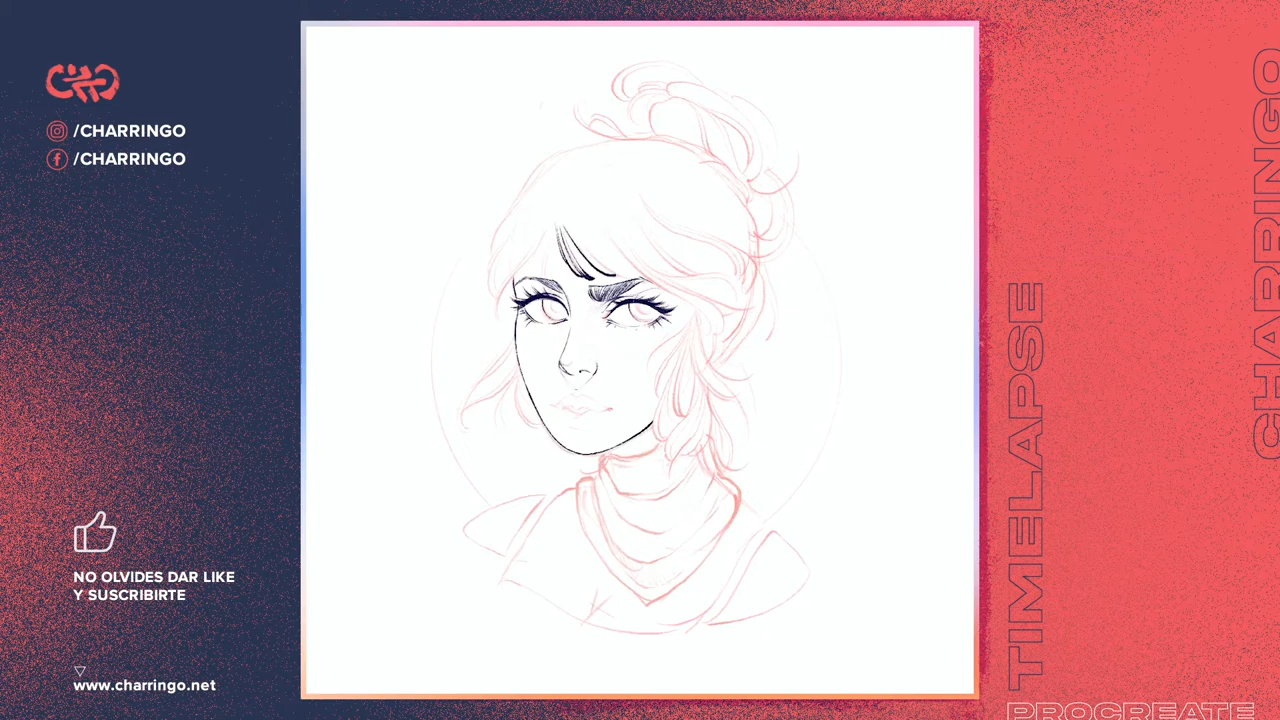 /CHARRINGO
/CHARRINGO
NO OLVIDES DAR LIKE
Y SUSCRIBIRTE
www.charringo.net
TIMELAPSE
CHARRINGO
PROCREATE